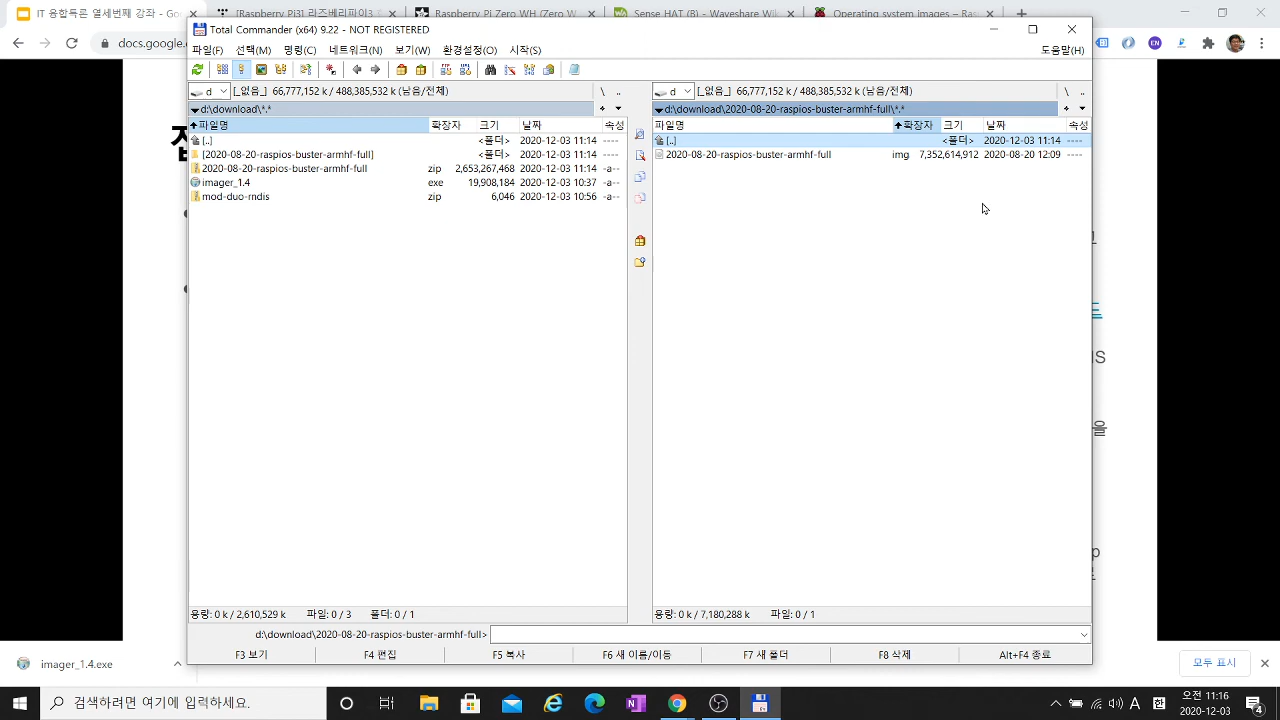 IT 융합특론 열세번째 강좌 - G
[Raspberry Pi3] 라즈베리파이3
Raspberry Pi Zero WH (Zero W
Sense HAT (B) - Waveshare Wi
Operating system images – Ras
docs.google.
EN
Total Commander (x64) 9.22 - NOT REGISTERED
파일(F) 선택(M) 명령(C) 네트워크(N) 보기(W) 환경설정(O) 시작(S) 도움말(H)
d [_없음_] 66,777,152 k / 488,385,532 k (남음/전체) \ ..
d [_없음_] 66,777,152 k / 488,385,532 k (남음/전체) \ ..
d:\download\*.*
d:\download\2020-08-20-raspios-buster-armhf-full\*.*
파일명 확장자 크기 날짜 속성
[..] <폴더> 2020-12-03 11:14 ----
[2020-08-20-raspios-buster-armhf-full] <폴더> 2020-12-03 11:14 ----
2020-08-20-raspios-buster-armhf-full zip 2,653,267,468 2020-12-03 11:14 -a--
imager_1.4 exe 19,908,184 2020-12-03 10:37 -a--
mod-duo-rndis zip 6,046 2020-12-03 10:56 -a--
파일명 확장자 크기 날짜 속성
[..] <폴더> 2020-12-03 11:14 ----
2020-08-20-raspios-buster-armhf-full img 7,352,614,912 2020-08-20 12:09 ----
드
S
을
p
용량: 0 k / 2,610,529 k 파일: 0 / 3 폴더: 0 / 1
용량: 0 k / 7,180,288 k 파일: 0 / 1
d:\download\2020-08-20-raspios-buster-armhf-full>
F3 보기 F4 편집 F5 복사 F6 새 이름/이동 F7 새 폴더 F8 삭제 Alt+F4 종료
imager_1.4.exe
모두 표시
검색하려면 여기에 입력하십시오.
A 한
오전 11:16
2020-12-03
4